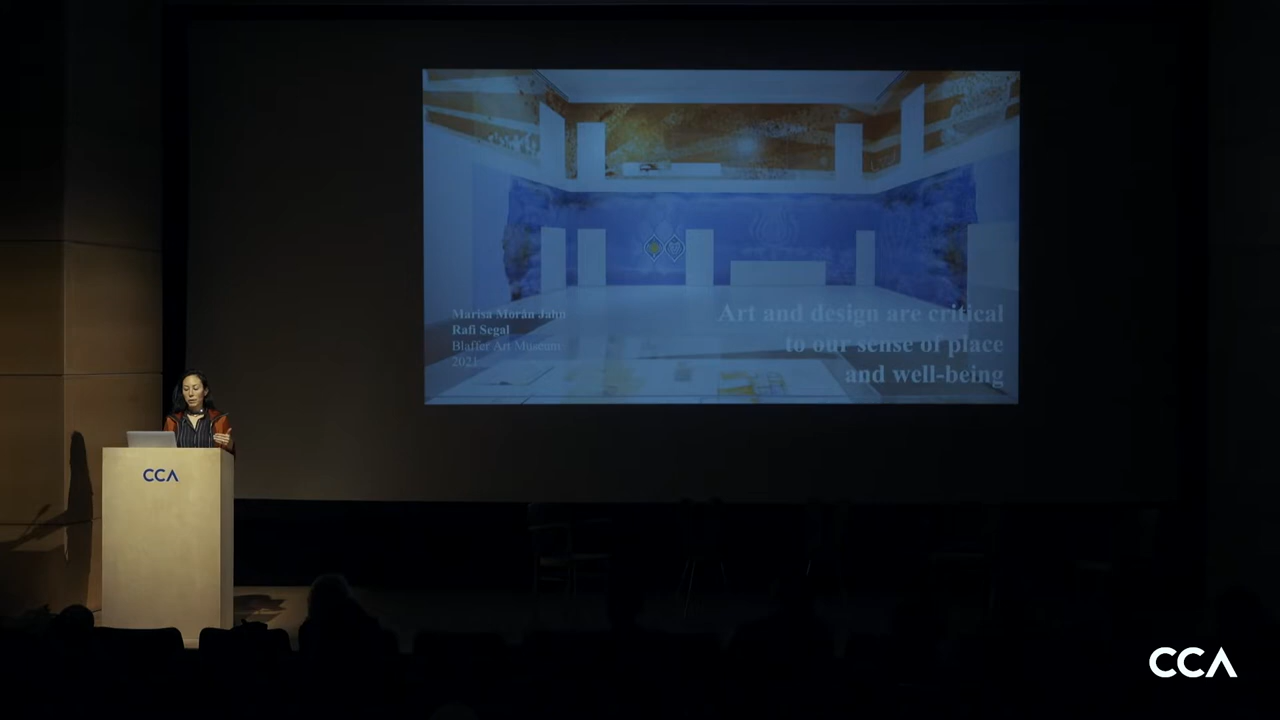 Marisa Morán Jahn
Rafi Segal
Blaffer Art Museum
2021
Art and design are critical
to our sense of place
and well-being
CCA
CCA